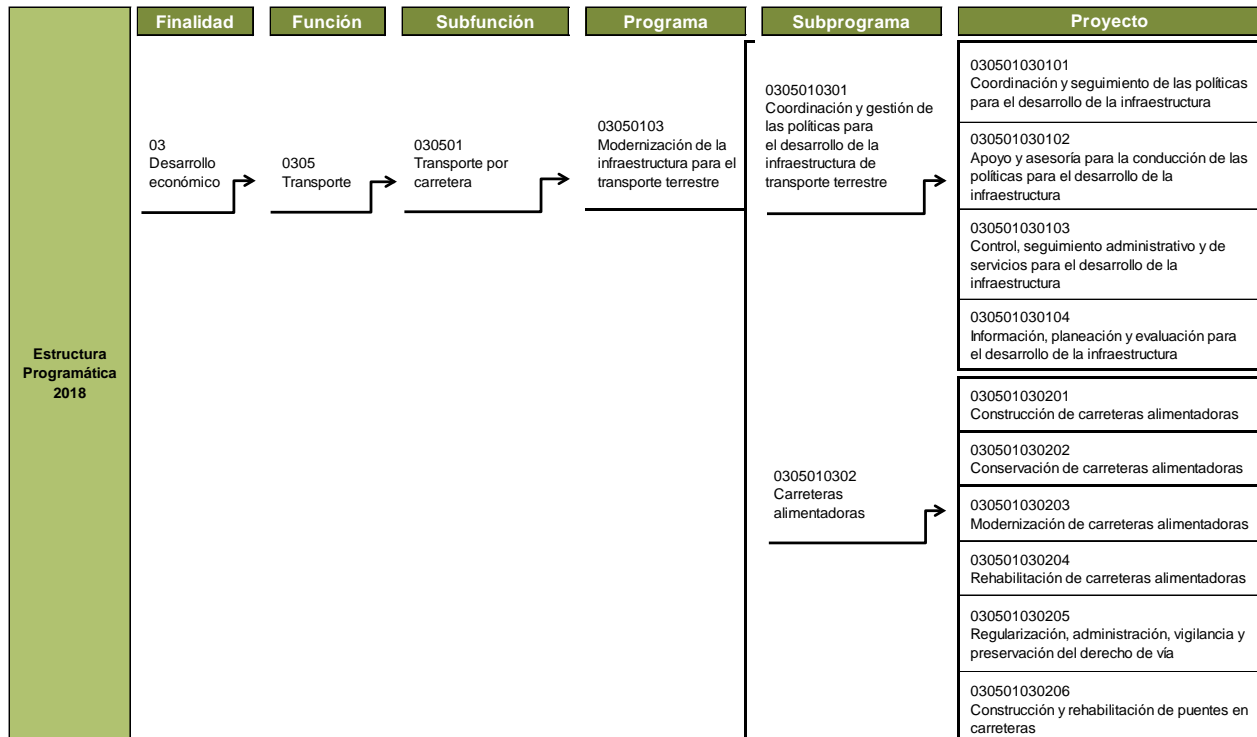 Finalidad
Función
Subfunción
Programa
Subprograma
Proyecto
Estructura
Programática
2018
03
Desarrollo
económico
0305
Transporte
030501
Transporte por
carretera
03050103
Modernización de la
infraestructura para el
transporte terrestre
0305010301
Coordinación y gestión de
las políticas para
el desarrollo de la
infraestructura de
transporte terrestre
030501030101
Coordinación y seguimiento de las políticas
para el desarrollo de la infraestructura
030501030102
Apoyo y asesoría para la conducción de las
políticas para el desarrollo de la
infraestructura
030501030103
Control, seguimiento administrativo y de
servicios para el desarrollo de la
infraestructura
030501030104
Información, planeación y evaluación para
el desarrollo de la infraestructura
0305010302
Carreteras
alimentadoras
030501030201
Construcción de carreteras alimentadoras
030501030202
Conservación de carreteras alimentadoras
030501030203
Modernización de carreteras alimentadoras
030501030204
Rehabilitación de carreteras alimentadoras
030501030205
Regularización, administración, vigilancia y
preservación del derecho de vía
030501030206
Construcción y rehabilitación de puentes en
carreteras